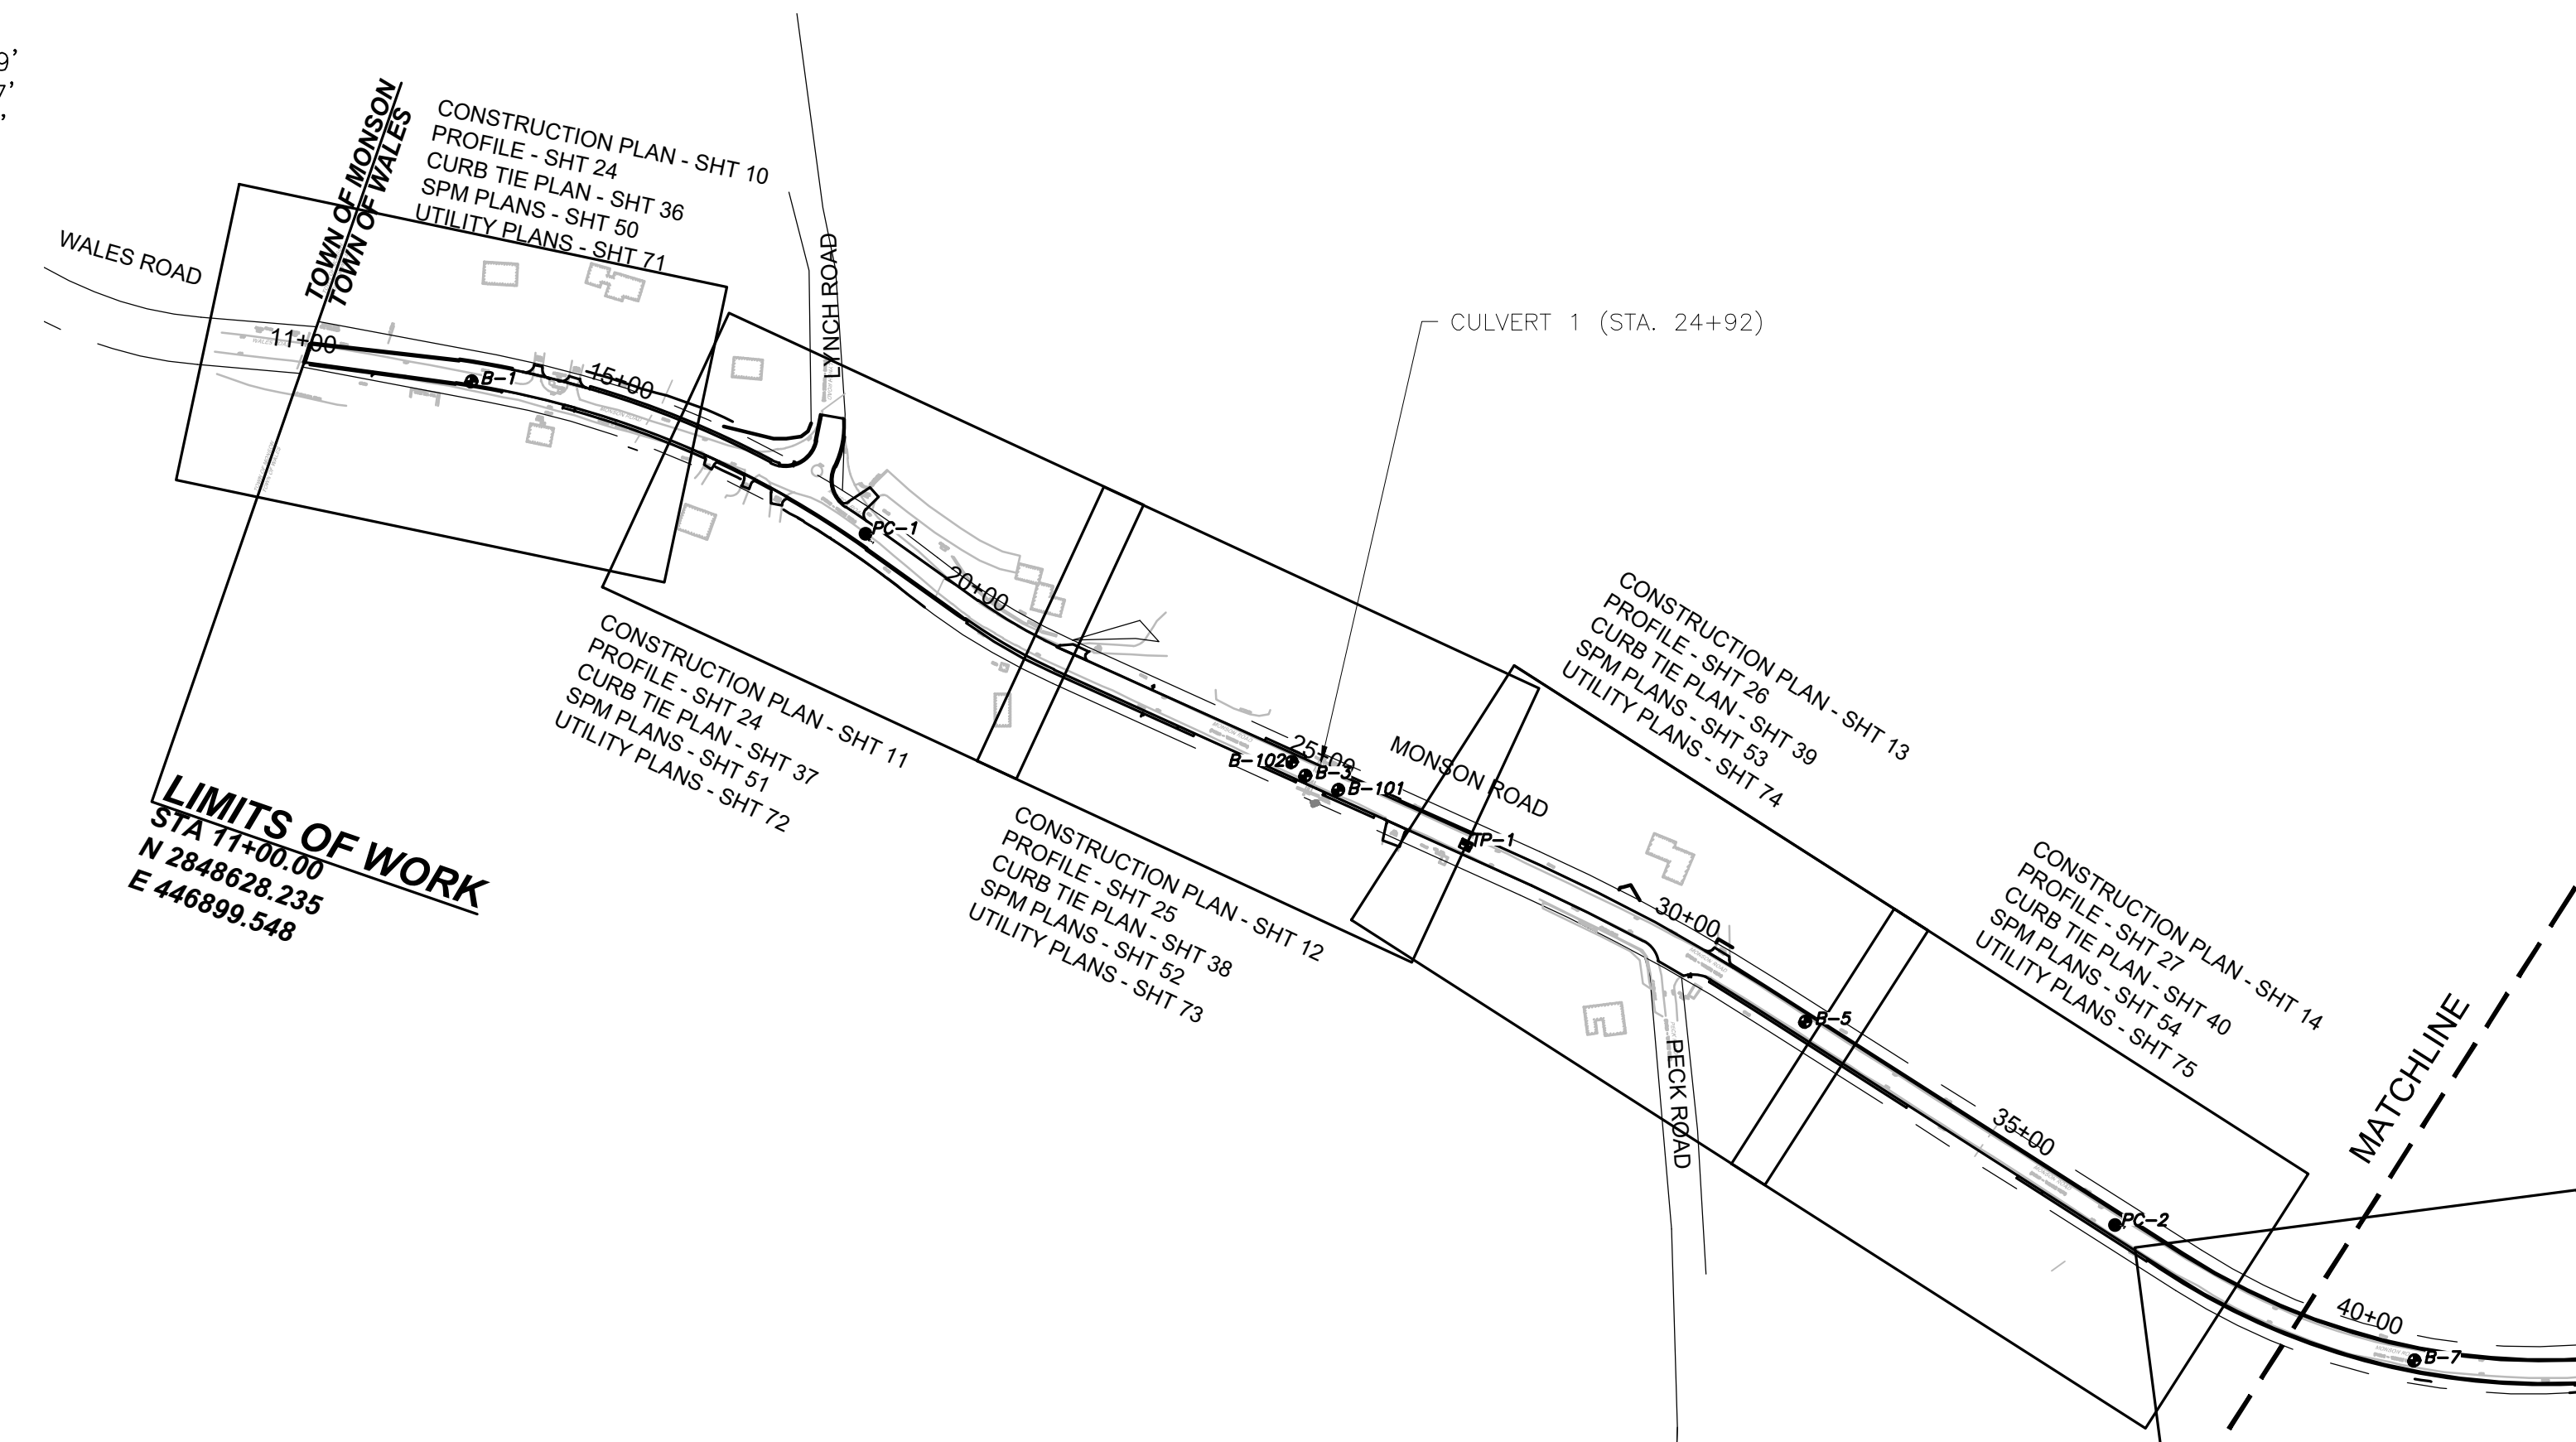 9'
7'
'
TOWN OF MONSON
TOWN OF WALES
CONSTRUCTION PLAN - SHT 10
PROFILE - SHT 24
CURB TIE PLAN - SHT 36
SPM PLANS - SHT 50
UTILITY PLANS - SHT 71
WALES ROAD
LYNCH ROAD
CULVERT 1 (STA. 24+92)
11+00
B-1
15+00
PC-1
20+00
CONSTRUCTION PLAN - SHT 11
PROFILE - SHT 24
CURB TIE PLAN - SHT 37
SPM PLANS - SHT 51
UTILITY PLANS - SHT 72
CONSTRUCTION PLAN - SHT 13
PROFILE - SHT 26
CURB TIE PLAN - SHT 39
SPM PLANS - SHT 53
UTILITY PLANS - SHT 74
25+00
B-102
B-3
B-101
MONSON ROAD
TP-1
LIMITS OF WORK
STA 11+00.00
N 2848628.235
E 446899.548
CONSTRUCTION PLAN - SHT 12
PROFILE - SHT 25
CURB TIE PLAN - SHT 38
SPM PLANS - SHT 52
UTILITY PLANS - SHT 73
30+00
CONSTRUCTION PLAN - SHT 14
PROFILE - SHT 27
CURB TIE PLAN - SHT 40
SPM PLANS - SHT 54
UTILITY PLANS - SHT 75
B-5
PECK ROAD
MATCHLINE
35+00
PC-2
40+00
B-7